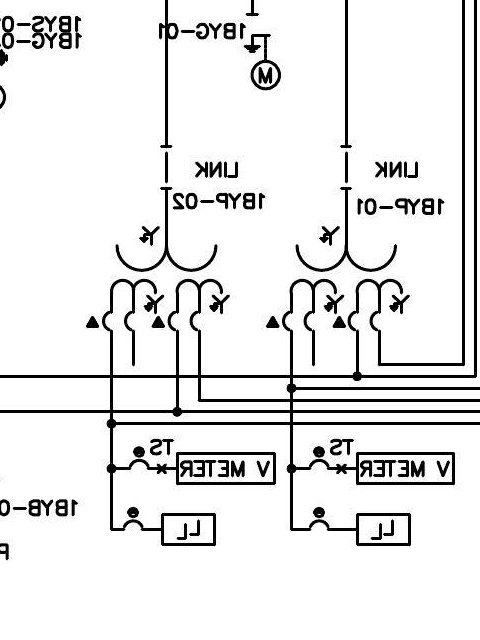 1BYS-0
1BYG-0
1BYG-01
M
LINK
LINK
1BYP-02
1BYP-01
TS
TS
V METER
V METER
1BYB-0
LL
LL